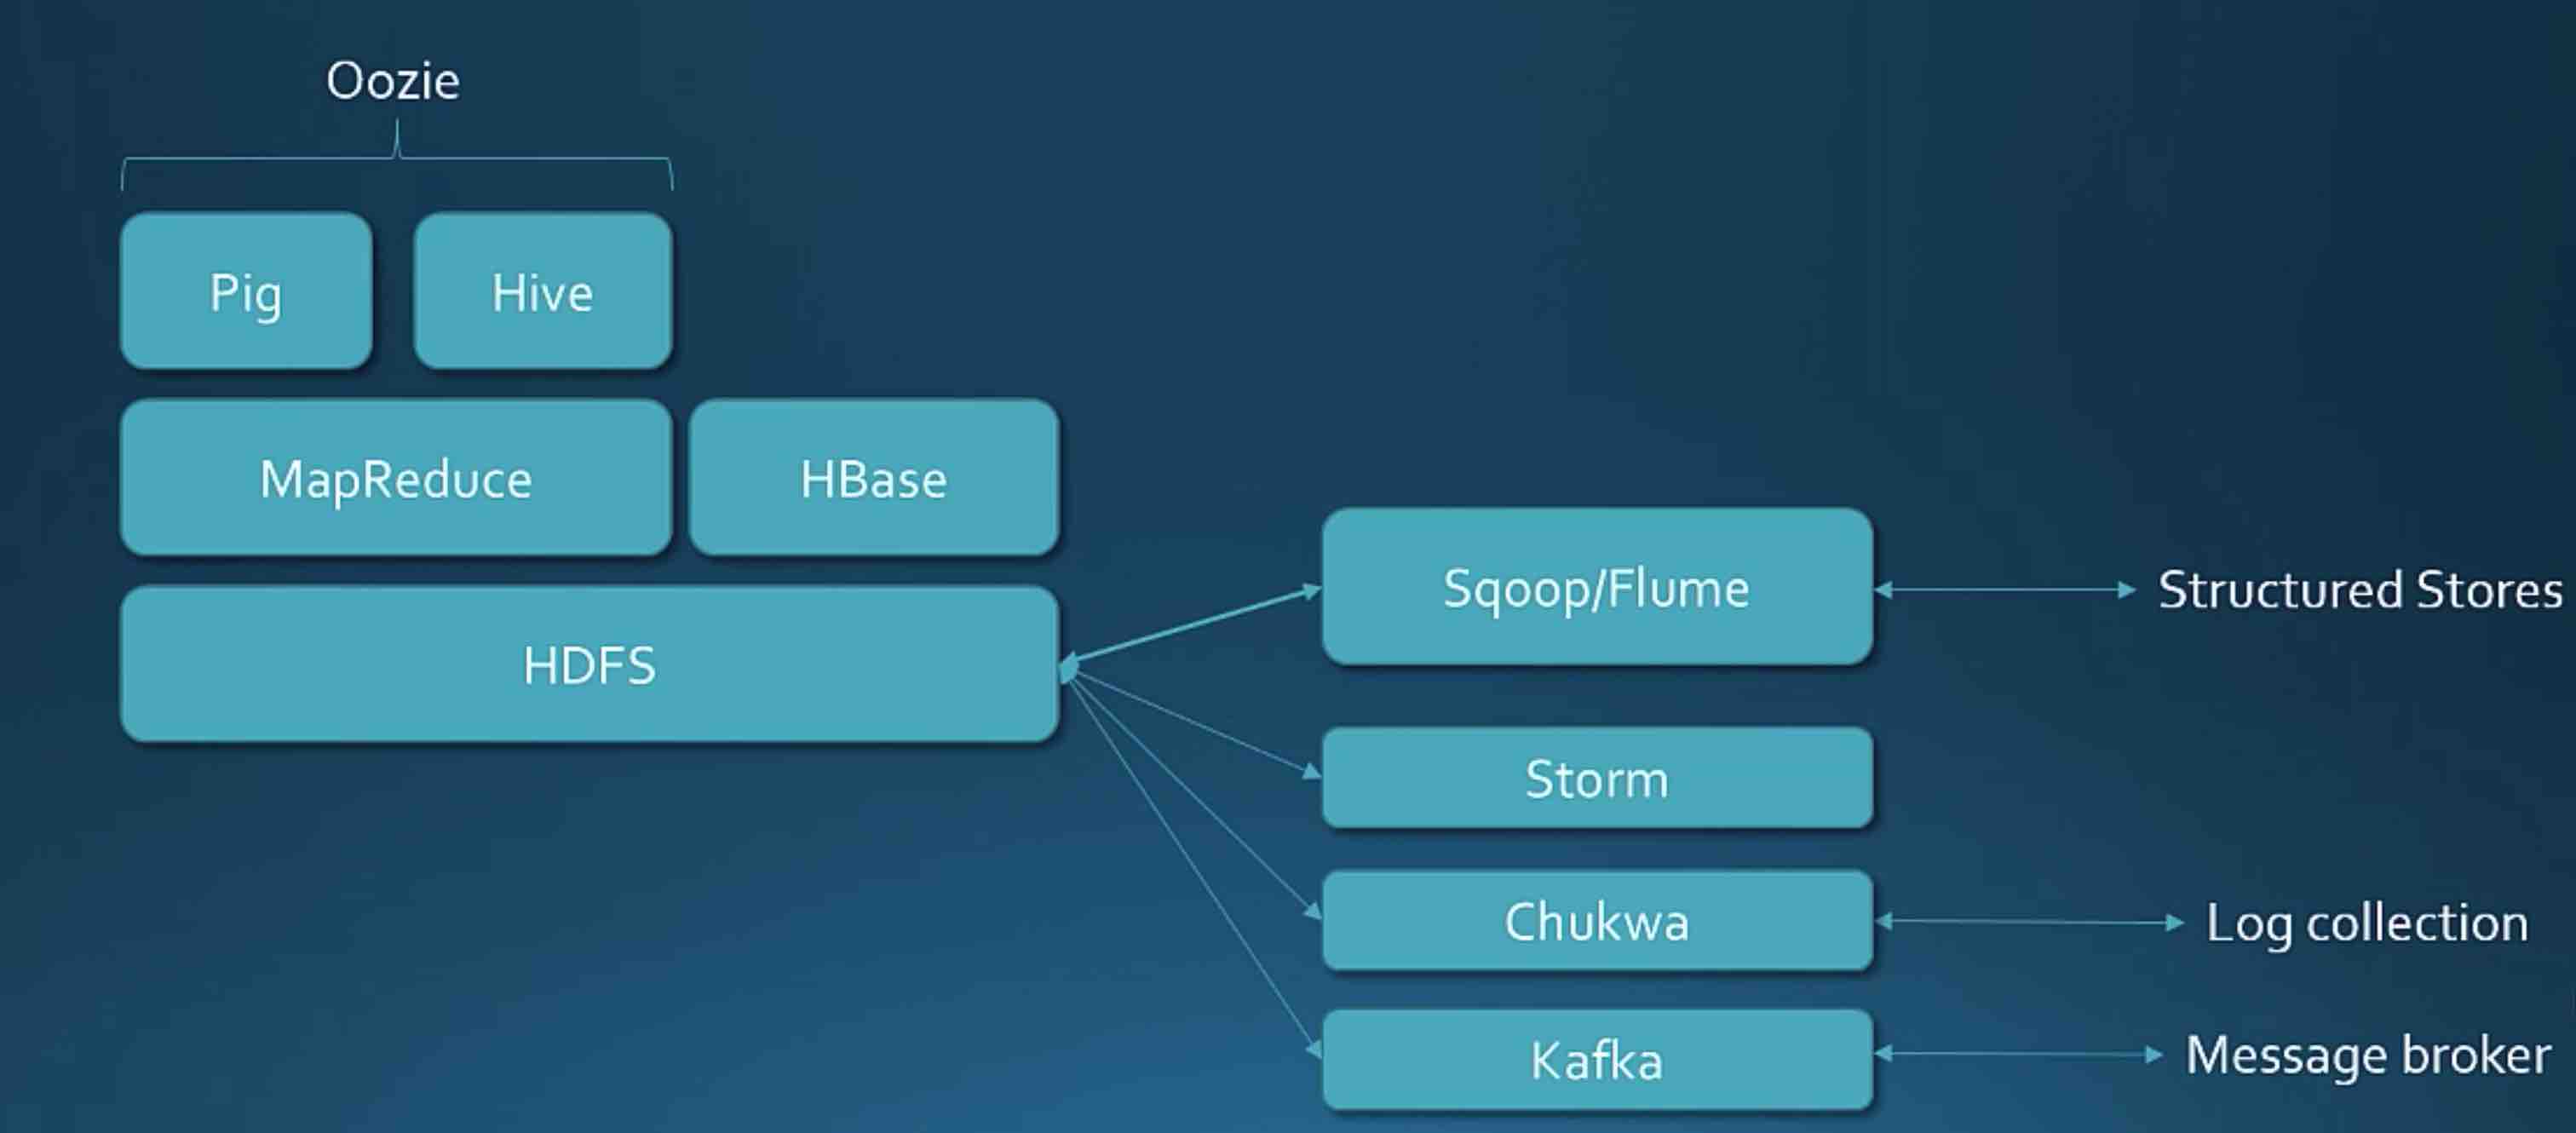 Oozie
Pig
Hive
MapReduce
HBase
HDFS
Sqoop/Flume
Structured Stores
Storm
Chukwa
Log collection
Kafka
Message broker